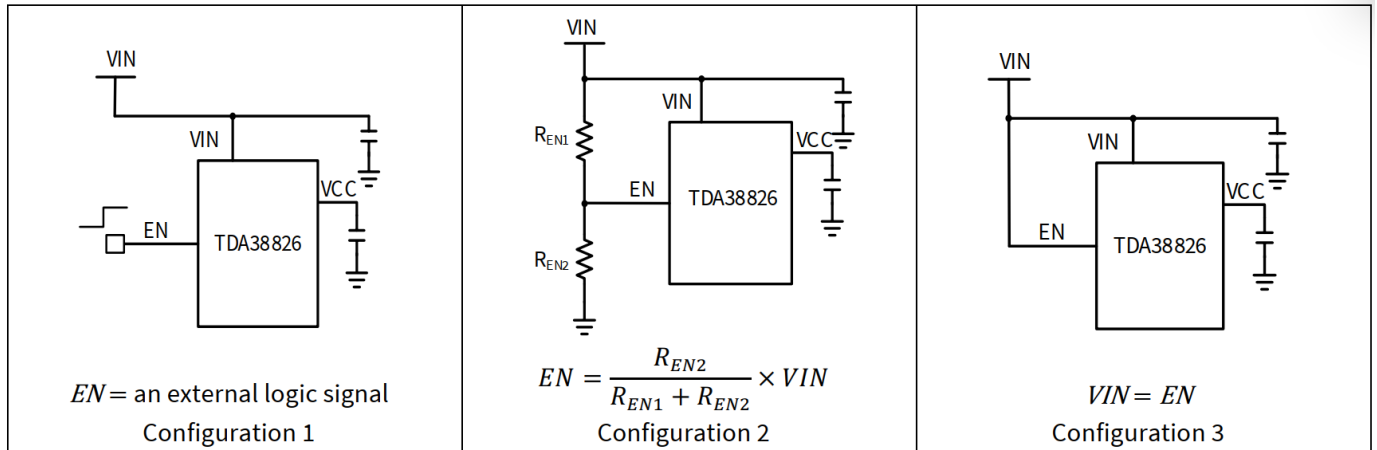 VIN
VIN
VCC
EN
TDA38826
EN = an external logic signal
Configuration 1
VIN
VIN
VCC
R_EN1
EN
TDA38826
R_EN2
EN = R_EN2 / (R_EN1 + R_EN2) × VIN
Configuration 2
VIN
VIN
VCC
EN
TDA38826
VIN = EN
Configuration 3